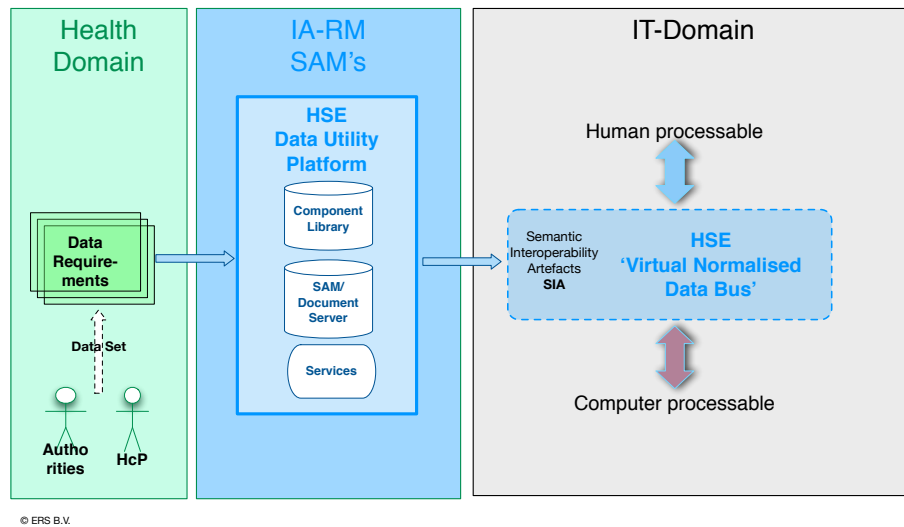 Health
Domain
IA-RM
SAM's
IT-Domain
HSE
Data Utility
Platform
Component
Library
SAM/
Document
Server
Services
Data
Require-
ments
Data Set
Autho
rities
HcP
Human processable
Semantic
Interoperability
Artefacts
SIA
HSE
‘Virtual Normalised
Data Bus’
Computer processable
© ERS B.V.